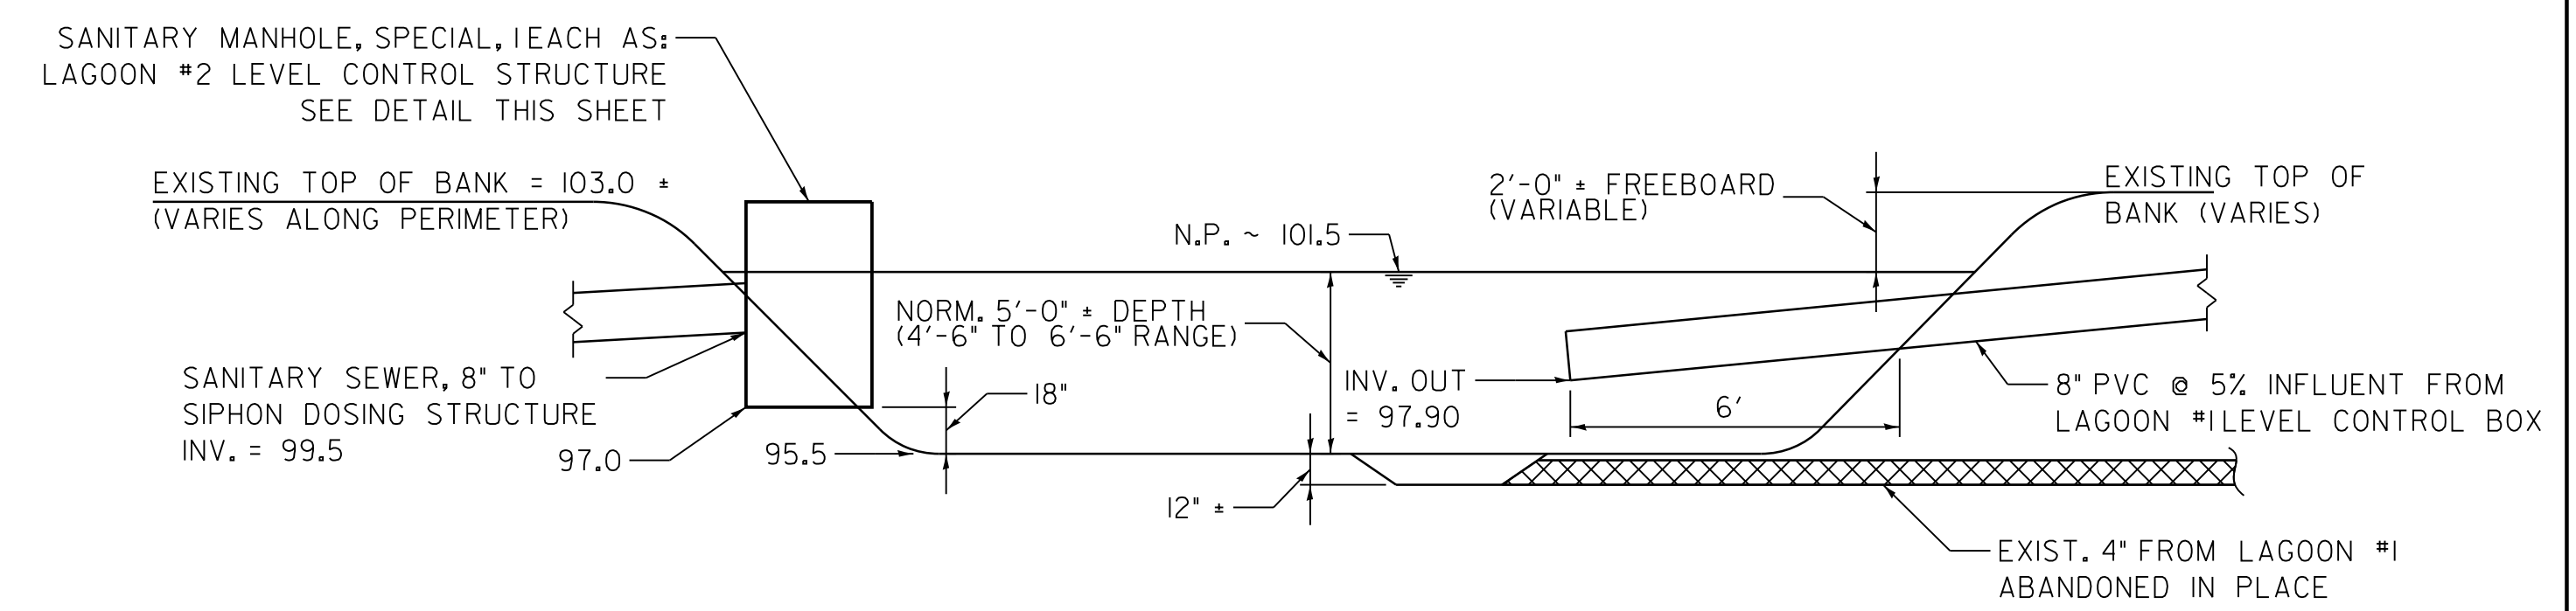 SANITARY MANHOLE, SPECIAL, 1 EACH AS:
LAGOON #2 LEVEL CONTROL STRUCTURE
SEE DETAIL THIS SHEET
EXISTING TOP OF BANK = 103.0 ±
(VARIES ALONG PERIMETER)
2'-0" ± FREEBOARD
(VARIABLE)
EXISTING TOP OF
BANK (VARIES)
N.P. ~ 101.5
NORM. 5'-0" ± DEPTH
(4'-6" TO 6'-6" RANGE)
SANITARY SEWER, 8" TO
SIPHON DOSING STRUCTURE
INV. = 99.5
97.0
95.5
18"
INV. OUT
= 97.90
6'
8" PVC @ 5% INFLUENT FROM
LAGOON #1 LEVEL CONTROL BOX
12" ±
EXIST. 4" FROM LAGOON #1
ABANDONED IN PLACE